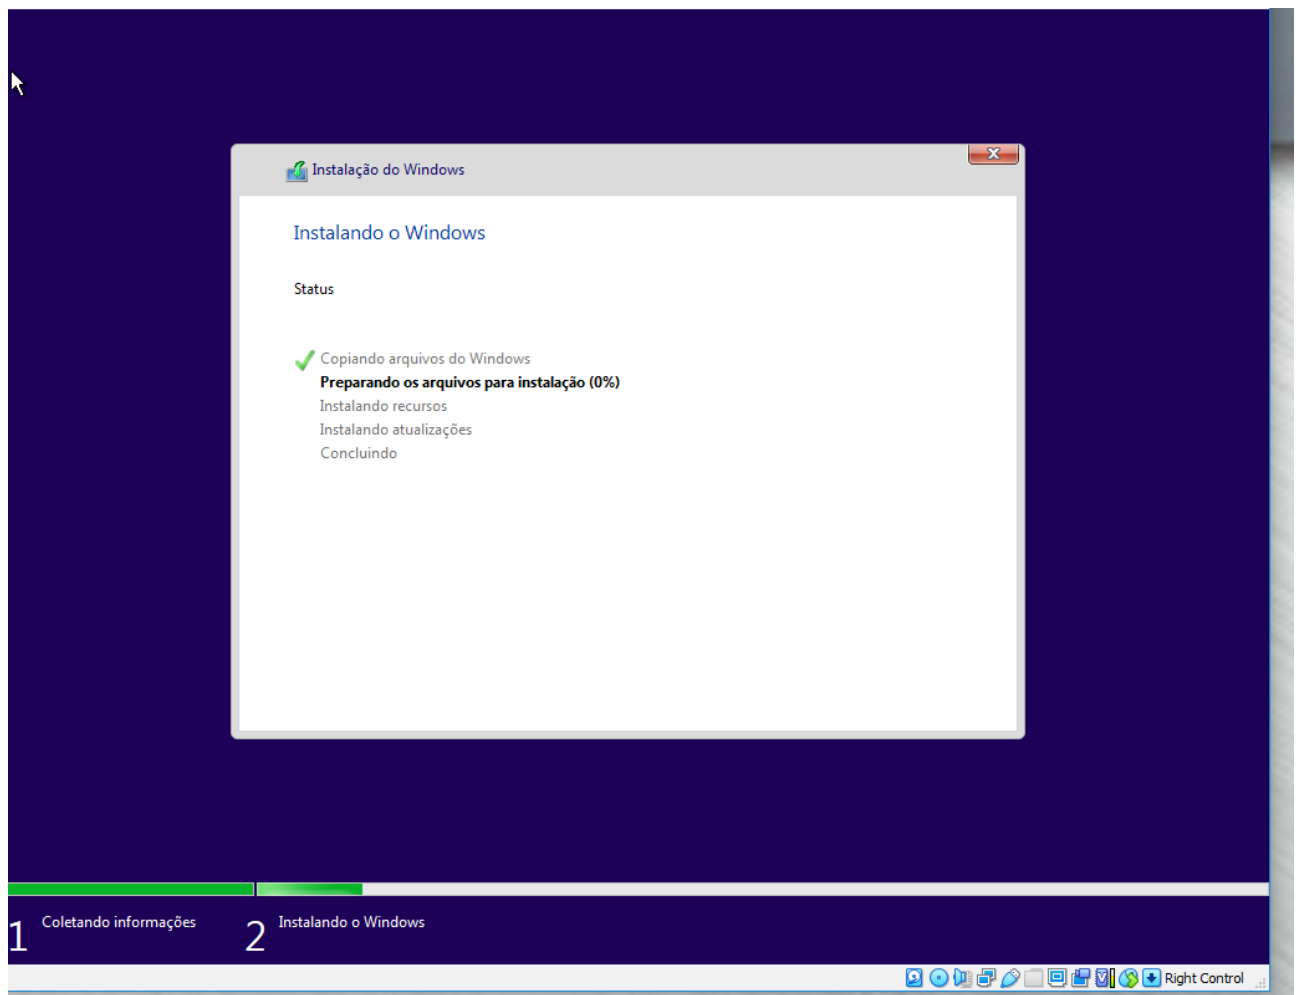 Instalação do Windows
Instalando o Windows
Status
Copiando arquivos do Windows
Preparando os arquivos para instalação (0%)
Instalando recursos
Instalando atualizações
Concluindo
1 Coletando informações
2 Instalando o Windows
Right Control